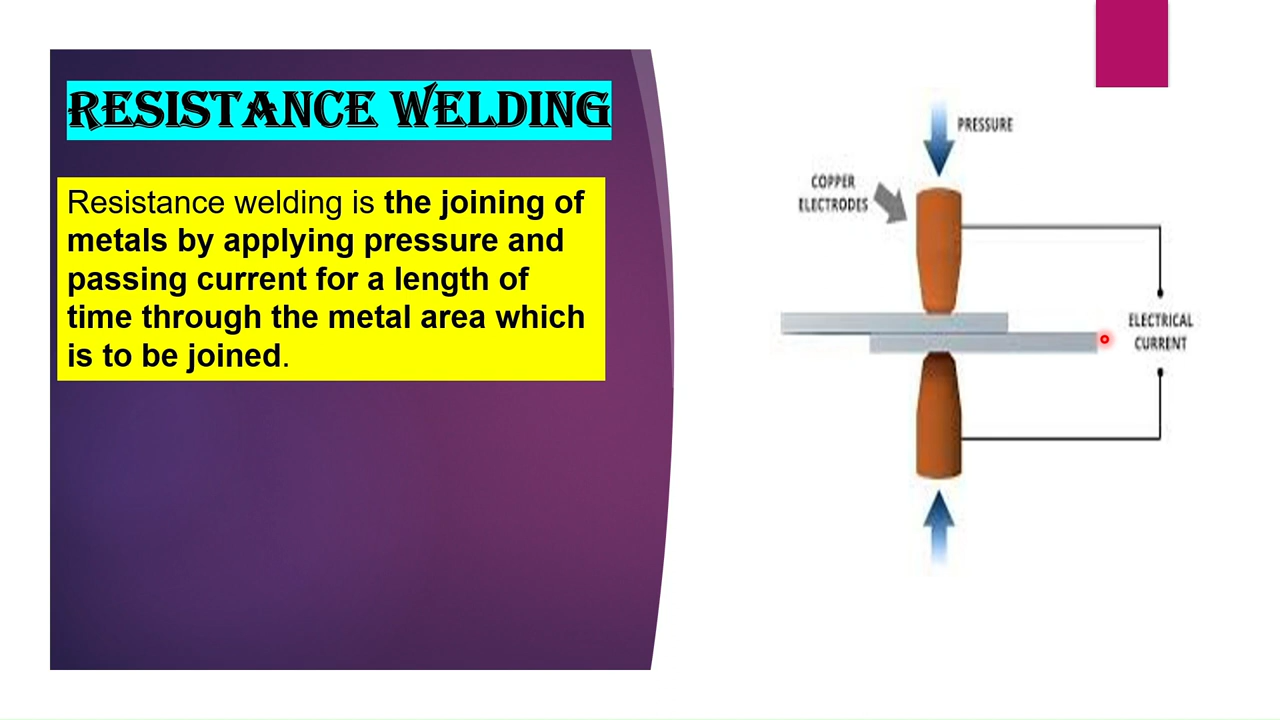 RESISTANCE WELDING
Resistance welding is the joining of
metals by applying pressure and
passing current for a length of
time through the metal area which
is to be joined.
PRESSURE
COPPER
ELECTRODES
ELECTRICAL
CURRENT